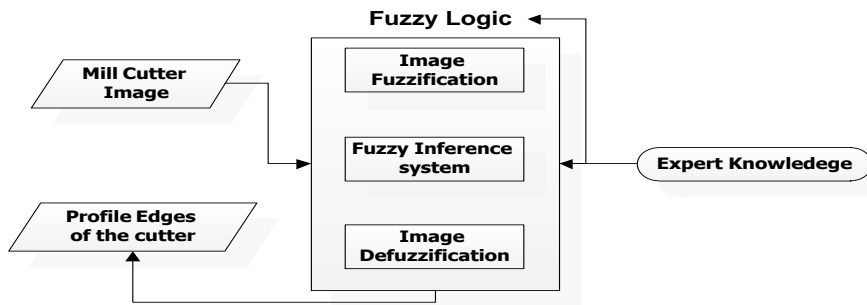 Fuzzy Logic
Mill Cutter
Image
Image
Fuzzification
Fuzzy Inference
system
Expert Knowledege
Profile Edges
of the cutter
Image
Defuzzification